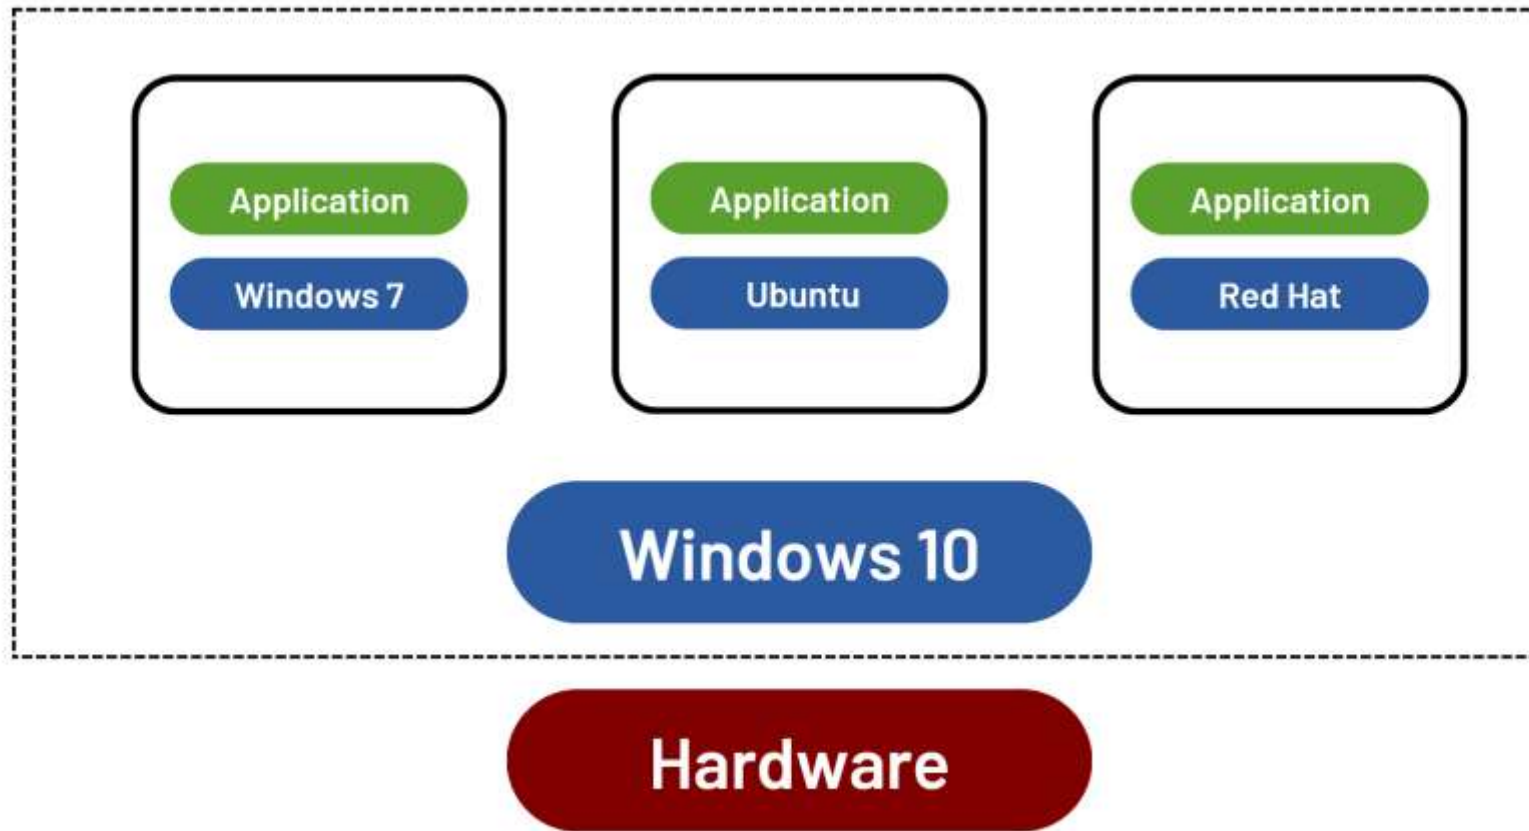 Application
Windows 7
Application
Ubuntu
Application
Red Hat
Windows 10
Hardware